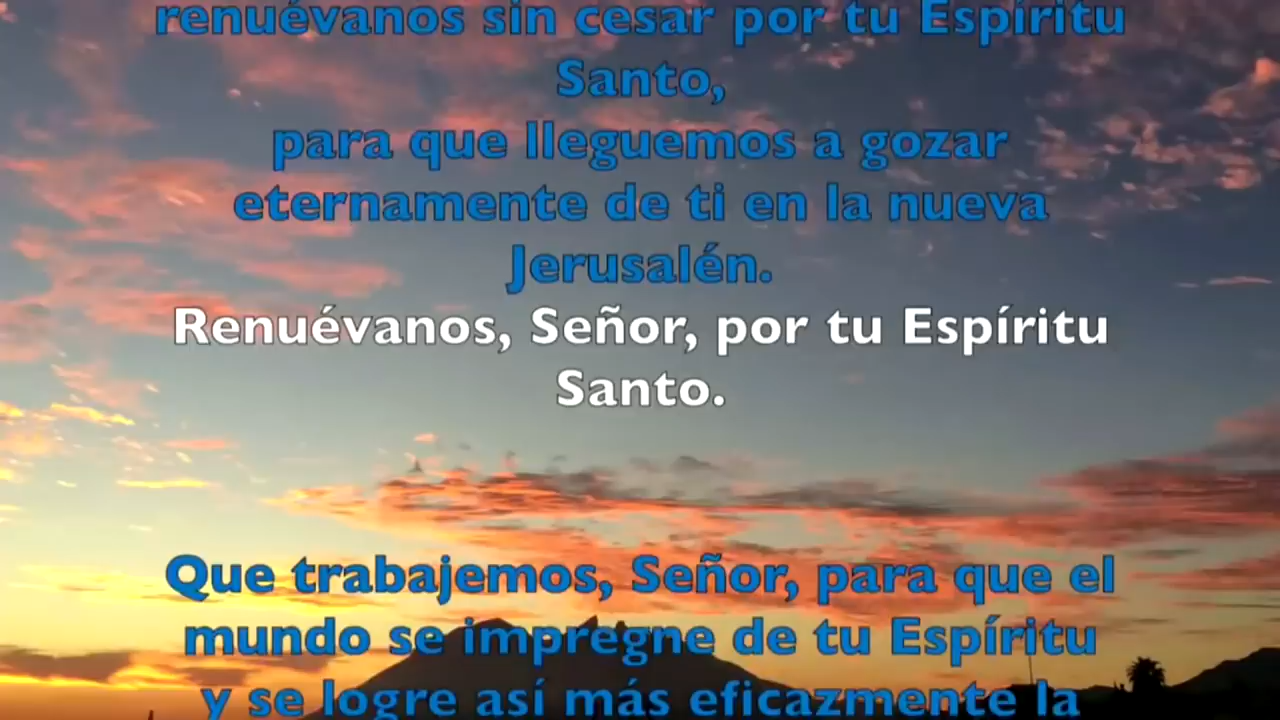 renuévanos sin cesar por tu Espíritu
Santo,
para que lleguemos a gozar
eternamente de ti en la nueva
Jerusalén.
Renuévanos, Señor, por tu Espíritu
Santo.
Que trabajemos, Señor, para que el
mundo se impregne de tu Espíritu
y se logre así más eficazmente la